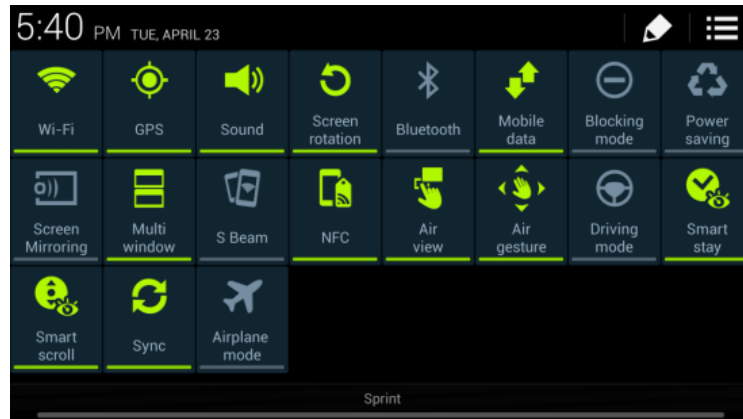 5:40 PM TUE, APRIL 23
Wi-Fi
GPS
Sound
Screen
rotation
Bluetooth
Mobile
data
Blocking
mode
Power
saving
Screen
Mirroring
Multi
window
S Beam
NFC
Air
view
Air
gesture
Driving
mode
Smart
stay
Smart
scroll
Sync
Airplane
mode
Sprint